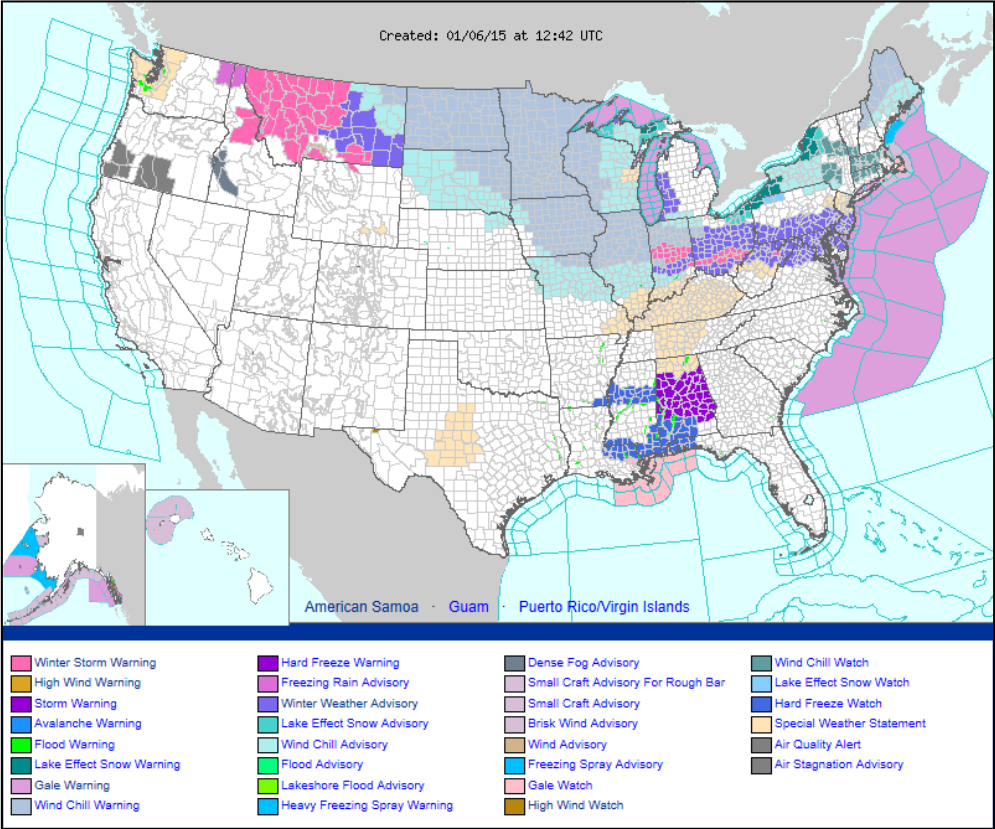 Created: 01/06/15 at 12:42 UTC
American Samoa · Guam · Puerto Rico/Virgin Islands
Winter Storm Warning
High Wind Warning
Storm Warning
Avalanche Warning
Flood Warning
Lake Effect Snow Warning
Gale Warning
Wind Chill Warning
Hard Freeze Warning
Freezing Rain Advisory
Winter Weather Advisory
Lake Effect Snow Advisory
Wind Chill Advisory
Flood Advisory
Lakeshore Flood Advisory
Heavy Freezing Spray Warning
Dense Fog Advisory
Small Craft Advisory For Rough Bar
Small Craft Advisory
Brisk Wind Advisory
Wind Advisory
Freezing Spray Advisory
Gale Watch
High Wind Watch
Wind Chill Watch
Lake Effect Snow Watch
Hard Freeze Watch
Special Weather Statement
Air Quality Alert
Air Stagnation Advisory